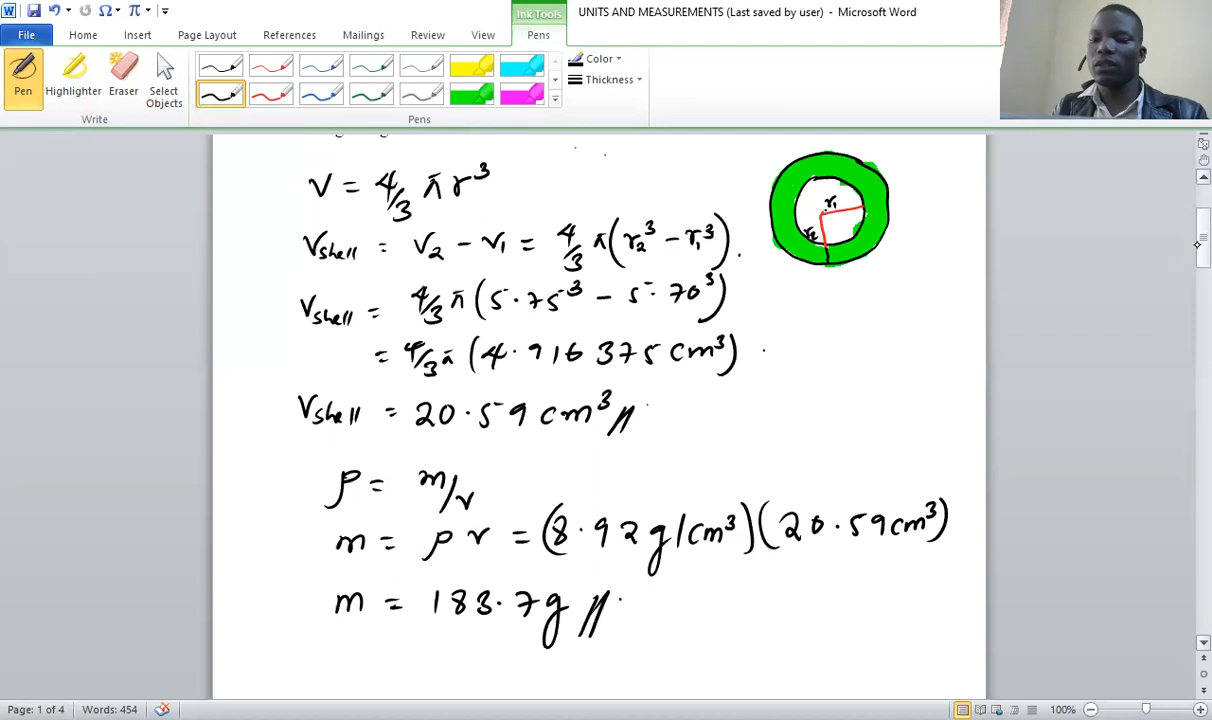 Ink Tools
UNITS AND MEASUREMENTS (Last saved by user) - Microsoft Word
File Home Insert Page Layout References Mailings Review View Pens
Pen Highlighter Eraser Select Objects
Color
Thickness
Write Pens
V = 4/3 πr³
r₁
r₂
Vshell = V₂ - V₁ = 4/3 π(r₂³ - r₁³)
Vshell = 4/3 π (5.75³ - 5.70³)
= 4/3 π (4.916375 cm³)
Vshell = 20.59 cm³
ρ = m/v
m = ρv = (8.92g/cm³)(20.59cm³)
m = 183.7g
Page: 1 of 4 Words: 454 100%